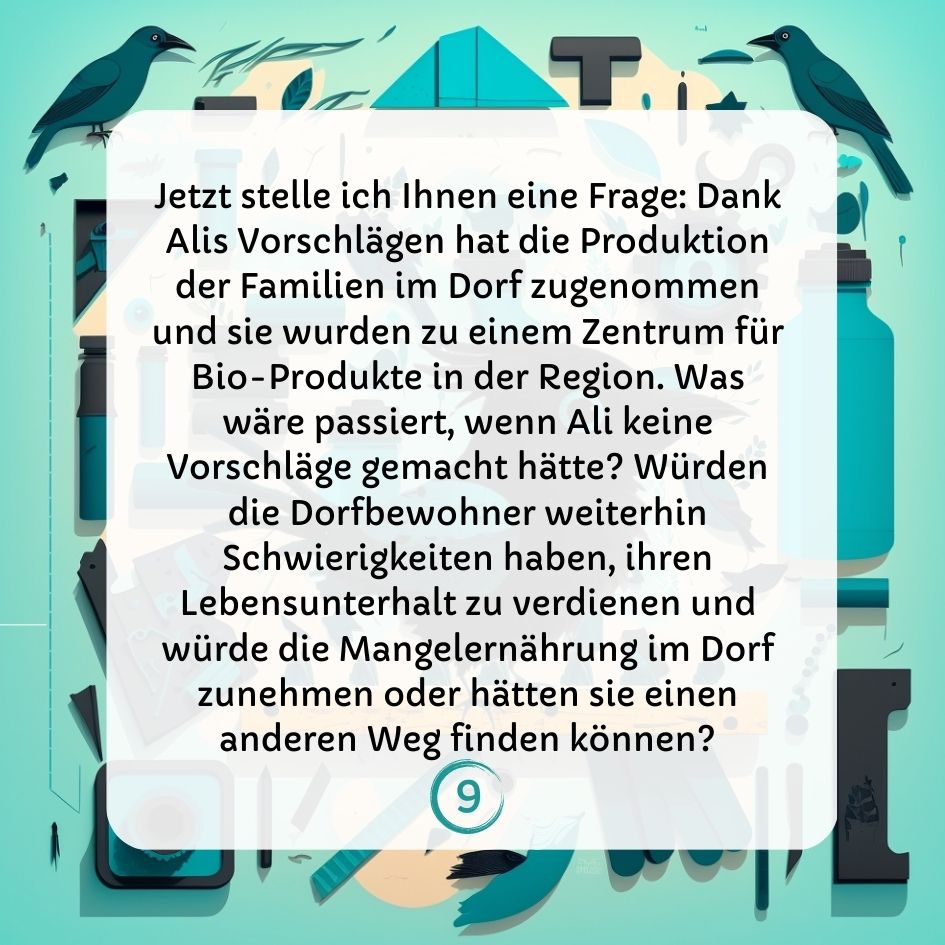 Jetzt stelle ich Ihnen eine Frage: Dank
Alis Vorschlägen hat die Produktion
der Familien im Dorf zugenommen
und sie wurden zu einem Zentrum für
Bio-Produkte in der Region. Was
wäre passiert, wenn Ali keine
Vorschläge gemacht hätte? Würden
die Dorfbewohner weiterhin
Schwierigkeiten haben, ihren
Lebensunterhalt zu verdienen und
würde die Mangelernährung im Dorf
zunehmen oder hätten sie einen
anderen Weg finden können?
9